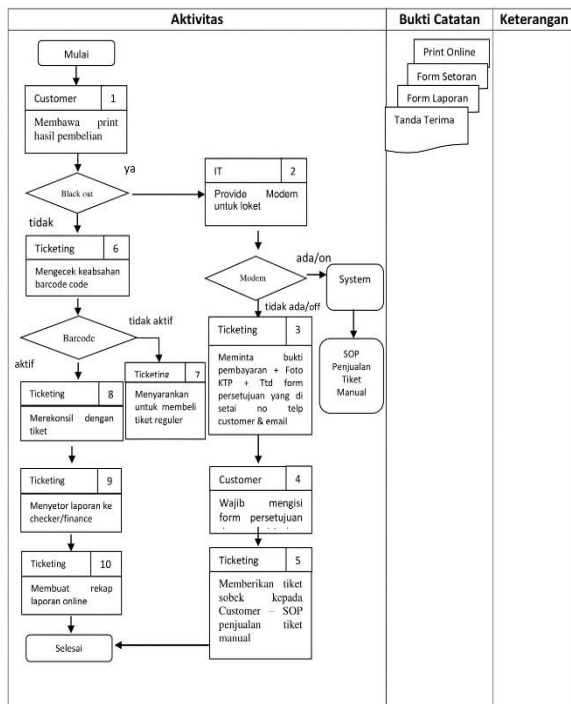 Aktivitas
Bukti Catatan
Keterangan
Mulai
Print Online
Form Setoran
Form Laporan
Tanda Terima
Customer 1
Membawa print
hasil pembelian
Black out
ya
tidak
IT 2
Provide Modem
untuk loket
Ticketing 6
Mengecek keabsahan
barcode code
Modem
ada/on
System
tidak ada/off
Barcode
tidak aktif
aktif
Ticketing 3
Meminta bukti
pembayaran + Foto
KTP + Ttd form
persetujuan yang di
setai no telp
customer & email
SOP
Penjualan
Tiket
Manual
Ticketing 7
Menyarankan
untuk membeli
tiket reguler
Ticketing 8
Merekonsil dengan
tiket
Ticketing 9
Menyetor laporan ke
checker/finance
Customer 4
Wajib mengisi
form persetujuan
Ticketing 10
Membuat rekap
laporan online
Ticketing 5
Memberikan tiket
sobek kepada
Customer – SOP
penjualan tiket
manual
Selesai